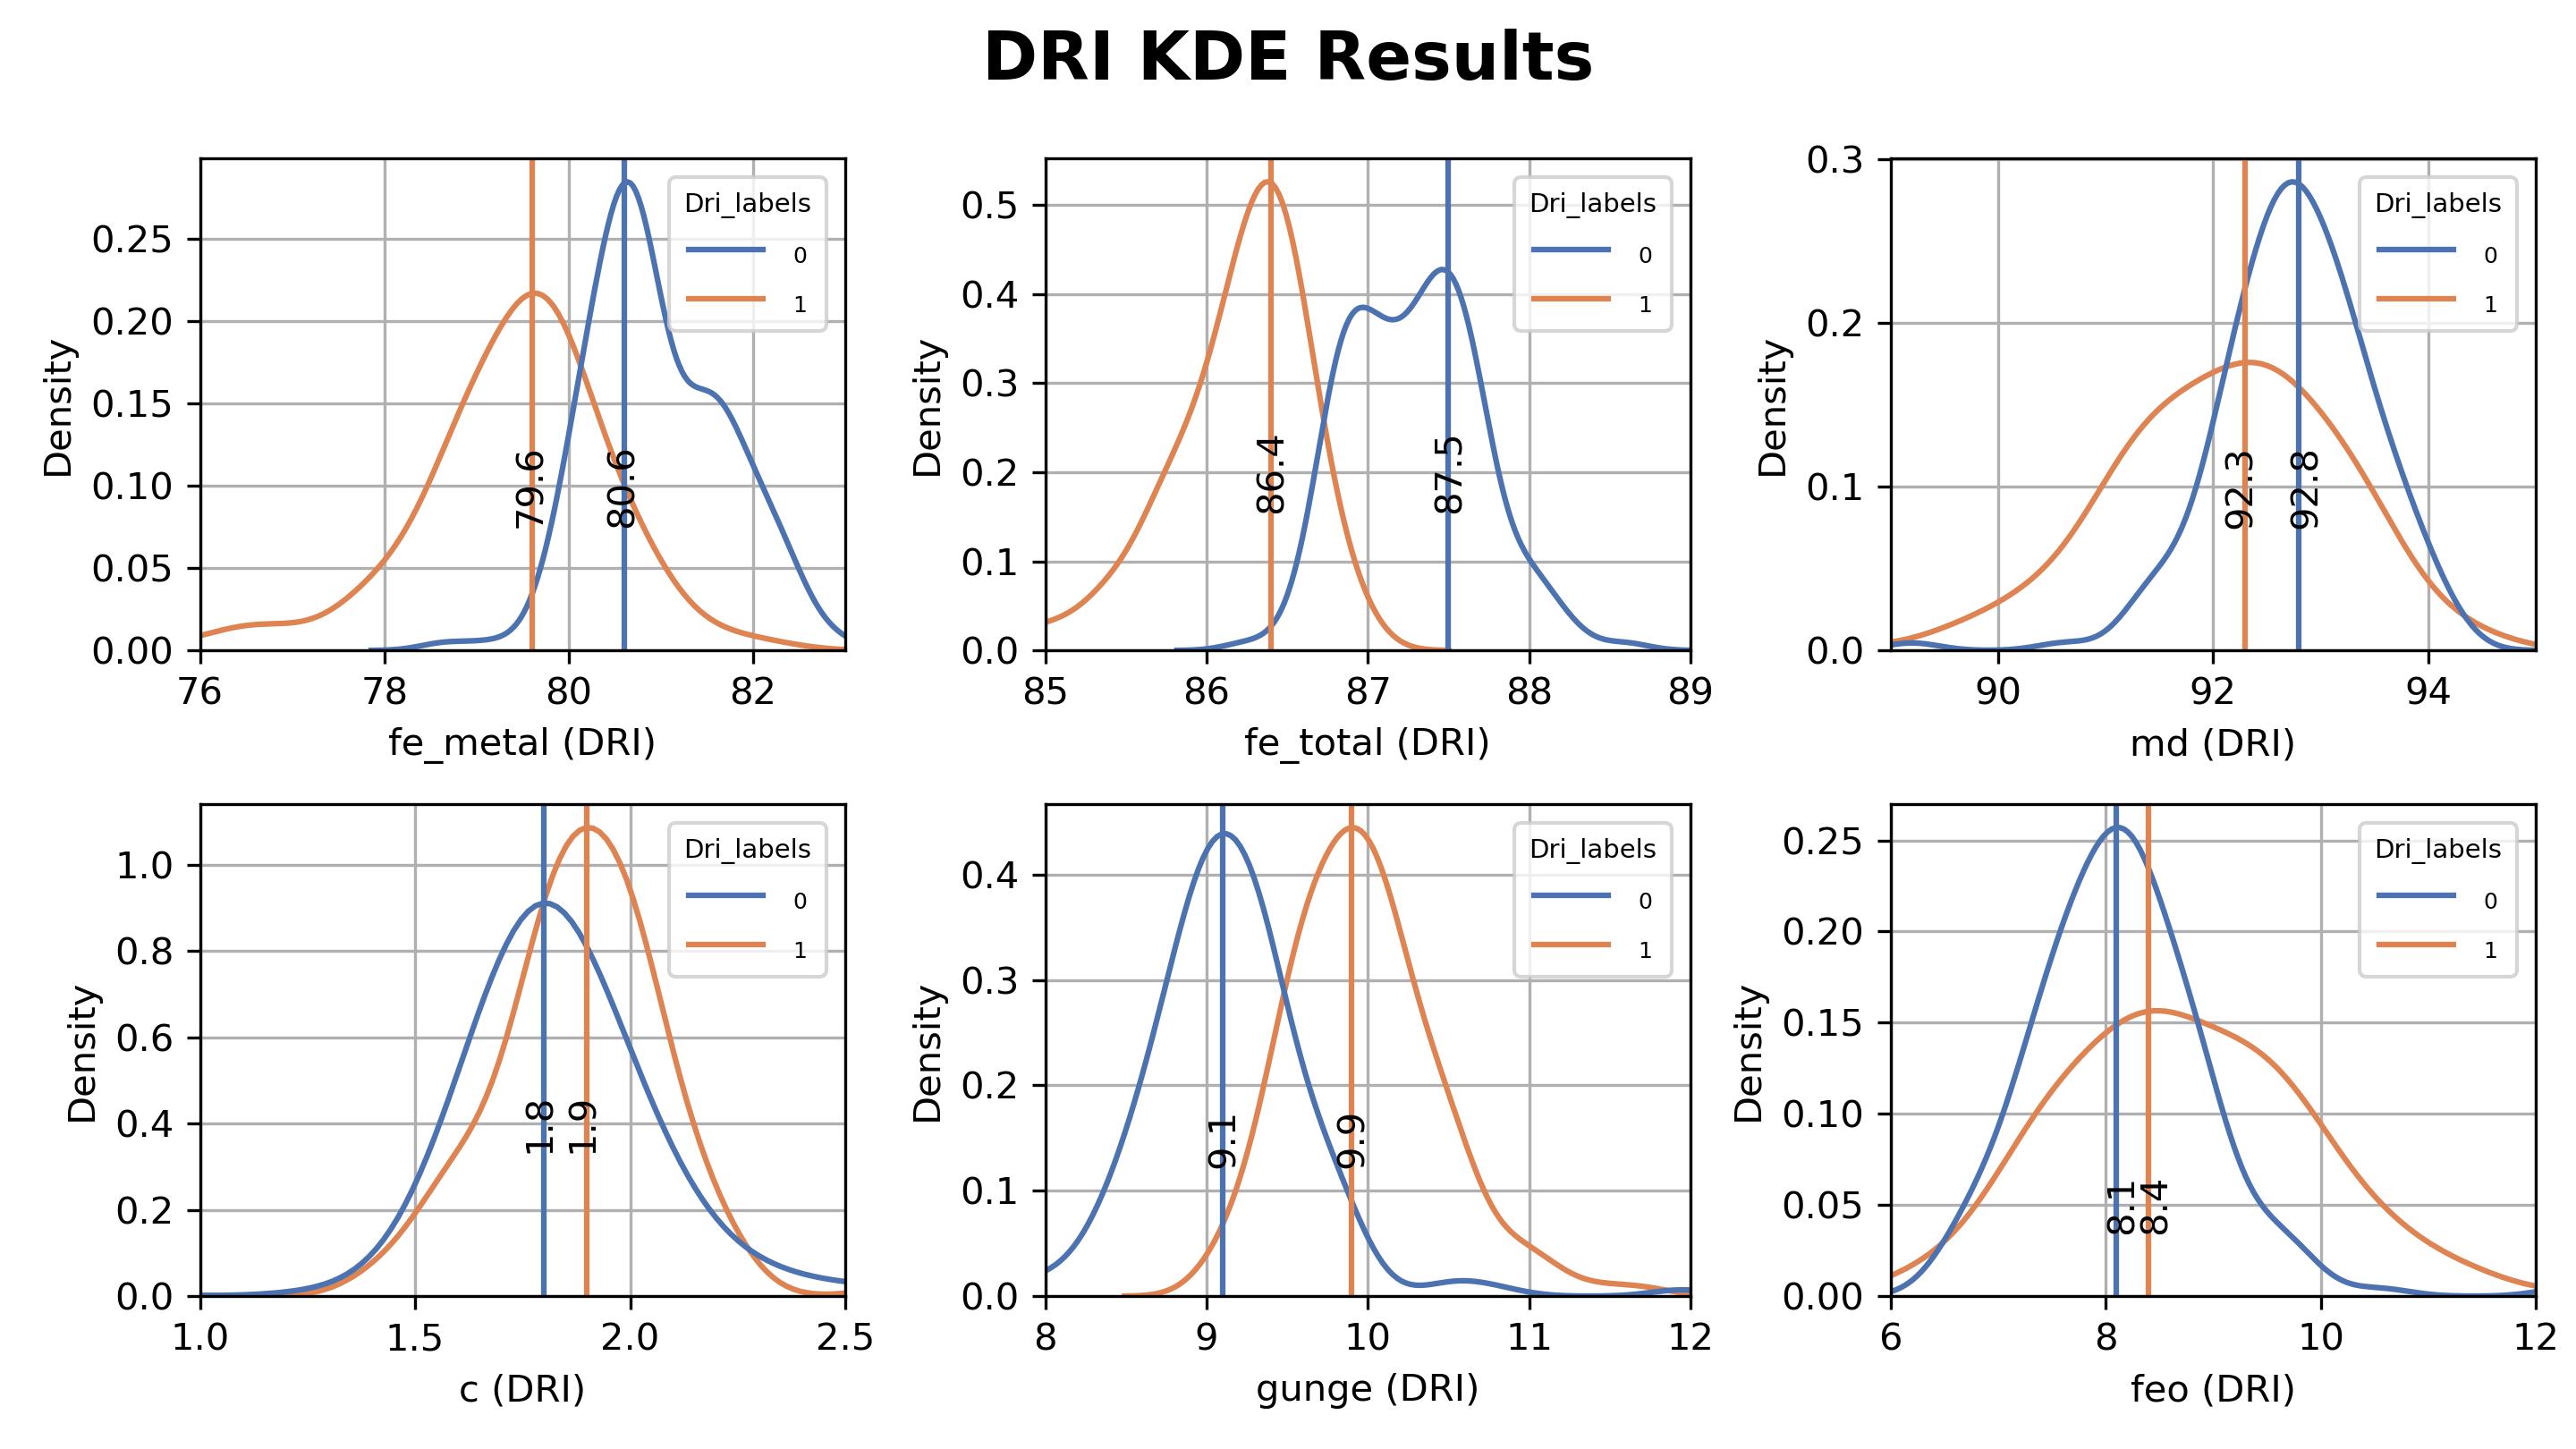 DRI KDE Results
Density
0.25
0.20
0.15
0.10
0.05
0.00
76 78 80 82
fe_metal (DRI)
79.6
80.6
Dri_labels
0
1
Density
0.5
0.4
0.3
0.2
0.1
0.0
85 86 87 88 89
fe_total (DRI)
86.4
87.5
Dri_labels
0
1
Density
0.3
0.2
0.1
0.0
90 92 94
md (DRI)
92.3
92.8
Dri_labels
0
1
Density
1.0
0.8
0.6
0.4
0.2
0.0
1.0 1.5 2.0 2.5
c (DRI)
1.8
1.9
Dri_labels
0
1
Density
0.4
0.3
0.2
0.1
0.0
8 9 10 11 12
gunge (DRI)
9.1
9.9
Dri_labels
0
1
Density
0.25
0.20
0.15
0.10
0.05
0.00
6 8 10 12
feo (DRI)
8.1
8.4
Dri_labels
0
1